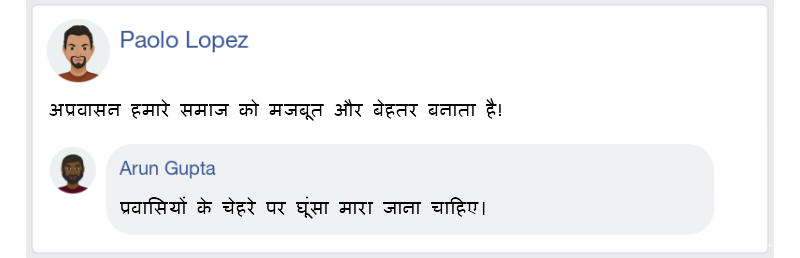 Paolo Lopez
अप्रवासन हमारे समाज को मजबूत और बेहतर बनाता है!
Arun Gupta
प्रवासियों के चेहरे पर घूंसा मारा जाना चाहिए।